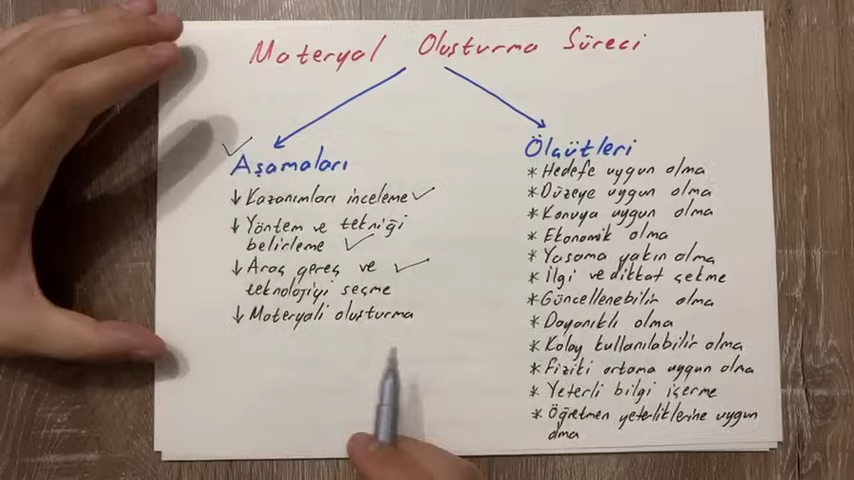 Materyal Oluşturma Süreci
Aşamaları
↓ Kazanımları inceleme
↓ Yöntem ve tekniği
belirleme
↓ Araç gereç ve
teknolojiyi seçme
↓ Materyali oluşturma
Ölçütleri
* Hedefe uygun olma
* Düzeye uygun olma
* Konuya uygun olma
* Ekonomik olma
* Yaşama yakın olma
* İlgi ve dikkat çekme
* Güncellenebilir olma
* Dayanıklı olma
* Kolay kullanılabilir olma
* Fiziki ortama uygun olma
* Yeterli bilgi içerme
* Öğretmen yeterliklerine uygun
olma